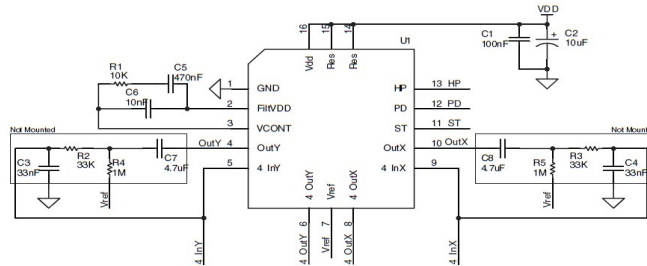 VDD
16
15
14
U1
C1
100nF
C2
10uF
+
Vdd
Res
Res
R1
10K
C5
470nF
C6
10nF
1
GND
HP
13
HP
2
FiltVDD
PD
12
PD
3
VCONT
ST
11
ST
Not Mounted
OutY
4
OutY
OutX
10
OutX
Not Mount
C3
33nF
R2
33K
R4
1M
C7
4.7uF
5
4 InY
4 InX
9
C8
4.7uF
R5
1M
R3
33K
C4
33nF
Vref
4 OutY
Vref
4 OutX
Vref
6
7
8
4 InY
4 OutY
Vref
4 OutX
4 InX